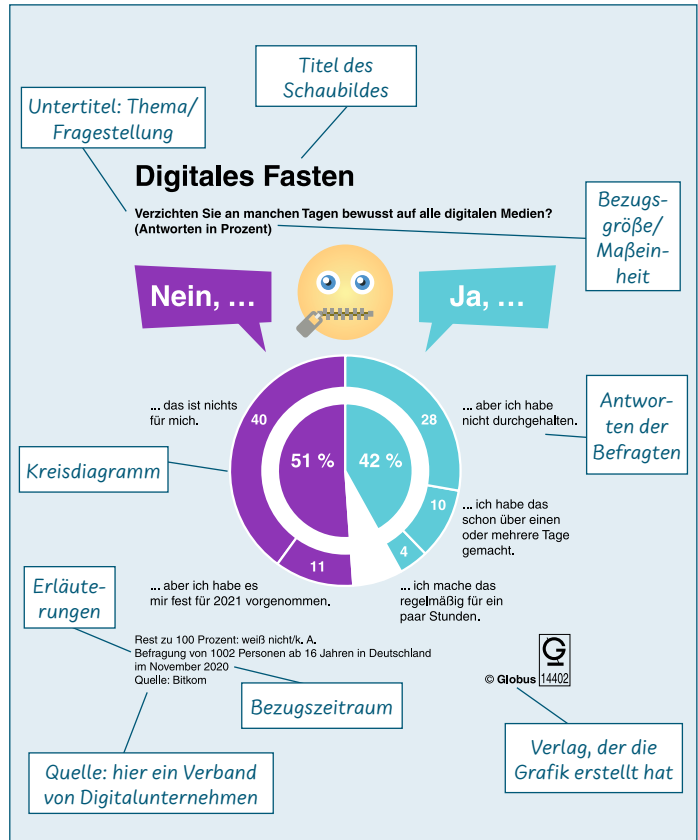 Titel des
Schaubildes
Untertitel: Thema/
Fragestellung
Digitales Fasten
Verzichten Sie an manchen Tagen bewusst auf alle digitalen Medien?
(Antworten in Prozent)
Bezugs-
größe/
Maßein-
heit
Nein, ...
Ja, ...
... das ist nichts
für mich.
40
28
... aber ich habe
nicht durchgehalten.
Antwor-
ten der
Befragten
Kreisdiagramm
51 %
42 %
10
... ich habe das
schon über einen
oder mehrere Tage
gemacht.
4
11
... aber ich habe es
mir fest für 2021 vorgenommen.
... ich mache das
regelmäßig für ein
paar Stunden.
Erläute-
rungen
Rest zu 100 Prozent: weiß nicht/k. A.
Befragung von 1002 Personen ab 16 Jahren in Deutschland
im November 2020
Quelle: Bitkom
© Globus 14402
Bezugszeitraum
Quelle: hier ein Verband
von Digitalunternehmen
Verlag, der die
Grafik erstellt hat